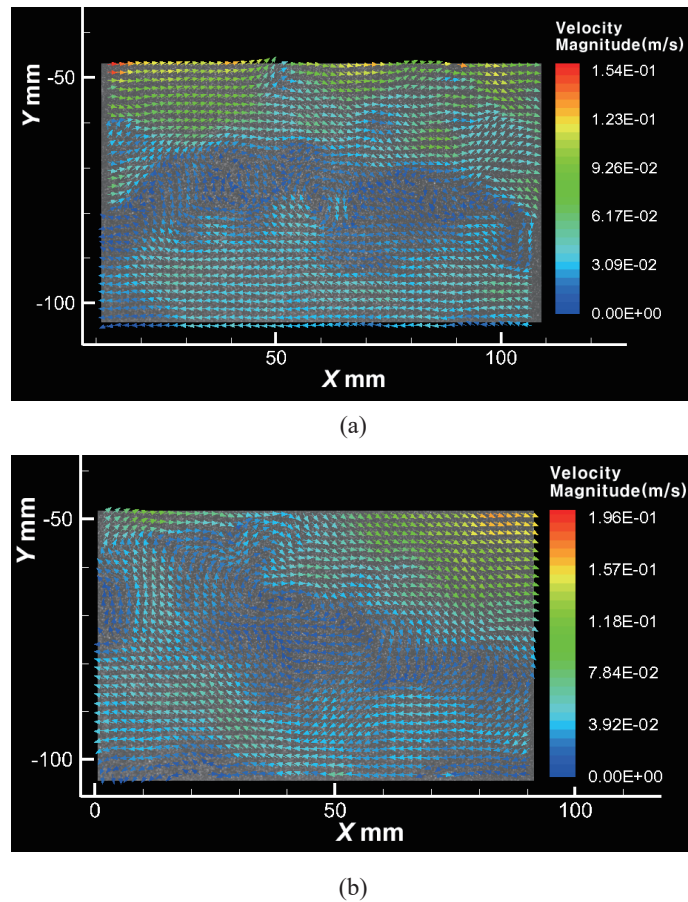 Velocity
Magnitude(m/s)
1.54E-01
1.23E-01
9.26E-02
6.17E-02
3.09E-02
0.00E+00
Y mm
-50
-100
50
100
X mm
(a)
Velocity
Magnitude(m/s)
1.96E-01
1.57E-01
1.18E-01
7.84E-02
3.92E-02
0.00E+00
Y mm
-50
-100
0
50
100
X mm
(b)